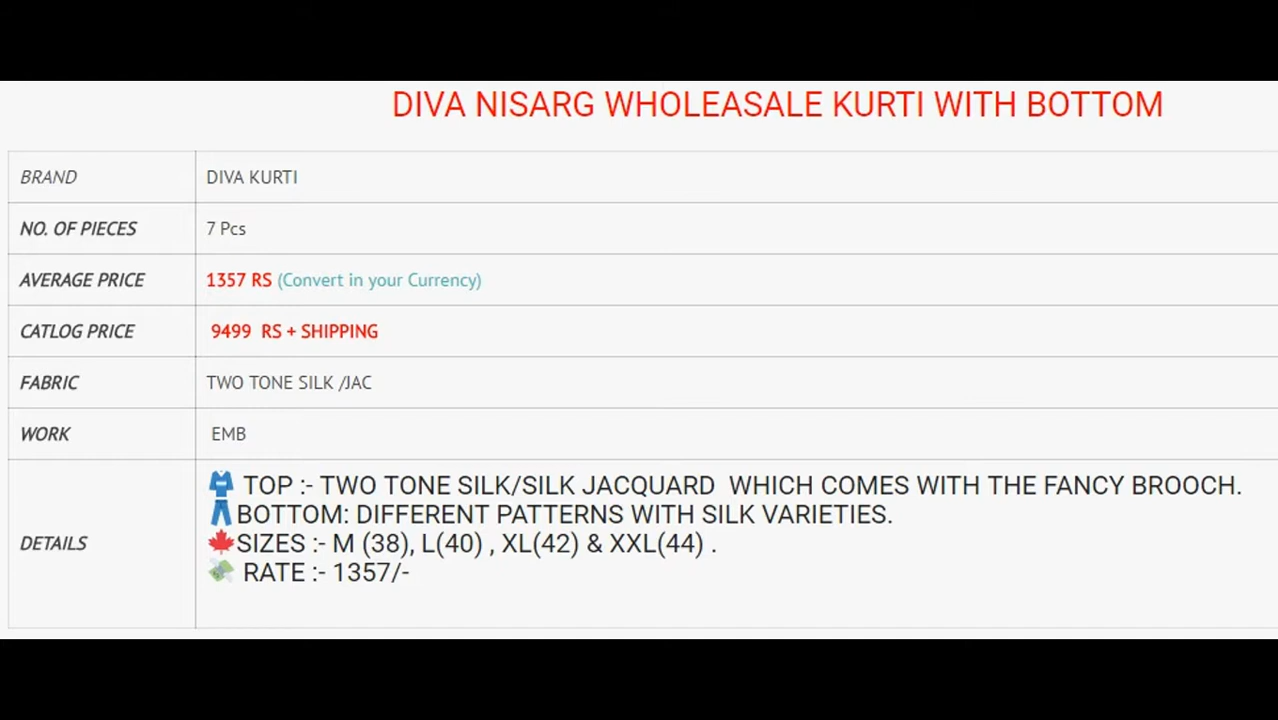 DIVA NISARG WHOLEASALE KURTI WITH BOTTOM
BRAND DIVA KURTI
NO. OF PIECES 7 Pcs
AVERAGE PRICE 1357 RS (Convert in your Currency)
CATLOG PRICE 9499 RS + SHIPPING
FABRIC TWO TONE SILK /JAC
WORK EMB
TOP :- TWO TONE SILK/SILK JACQUARD WHICH COMES WITH THE FANCY BROOCH.
BOTTOM: DIFFERENT PATTERNS WITH SILK VARIETIES.
DETAILS SIZES :- M (38), L(40) , XL(42) & XXL(44) .
RATE :- 1357/-